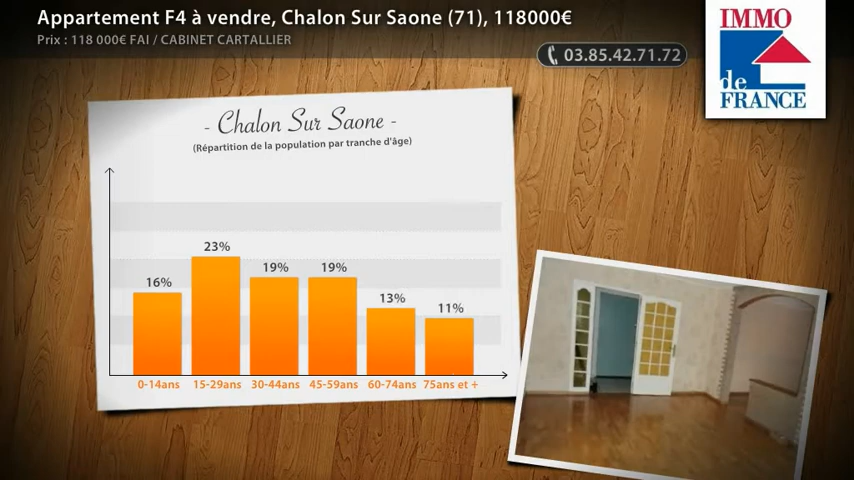 Appartement F4 à vendre, Chalon Sur Saone (71), 118000€
Prix : 118 000€ FAI / CABINET CARTALLIER
03.85.42.71.72
IMMO
de
FRANCE
- Chalon Sur Saone -
(Répartition de la population par tranche d'âge)
16%
23%
19%
19%
13%
11%
0-14ans
15-29ans
30-44ans
45-59ans
60-74ans
75ans et +